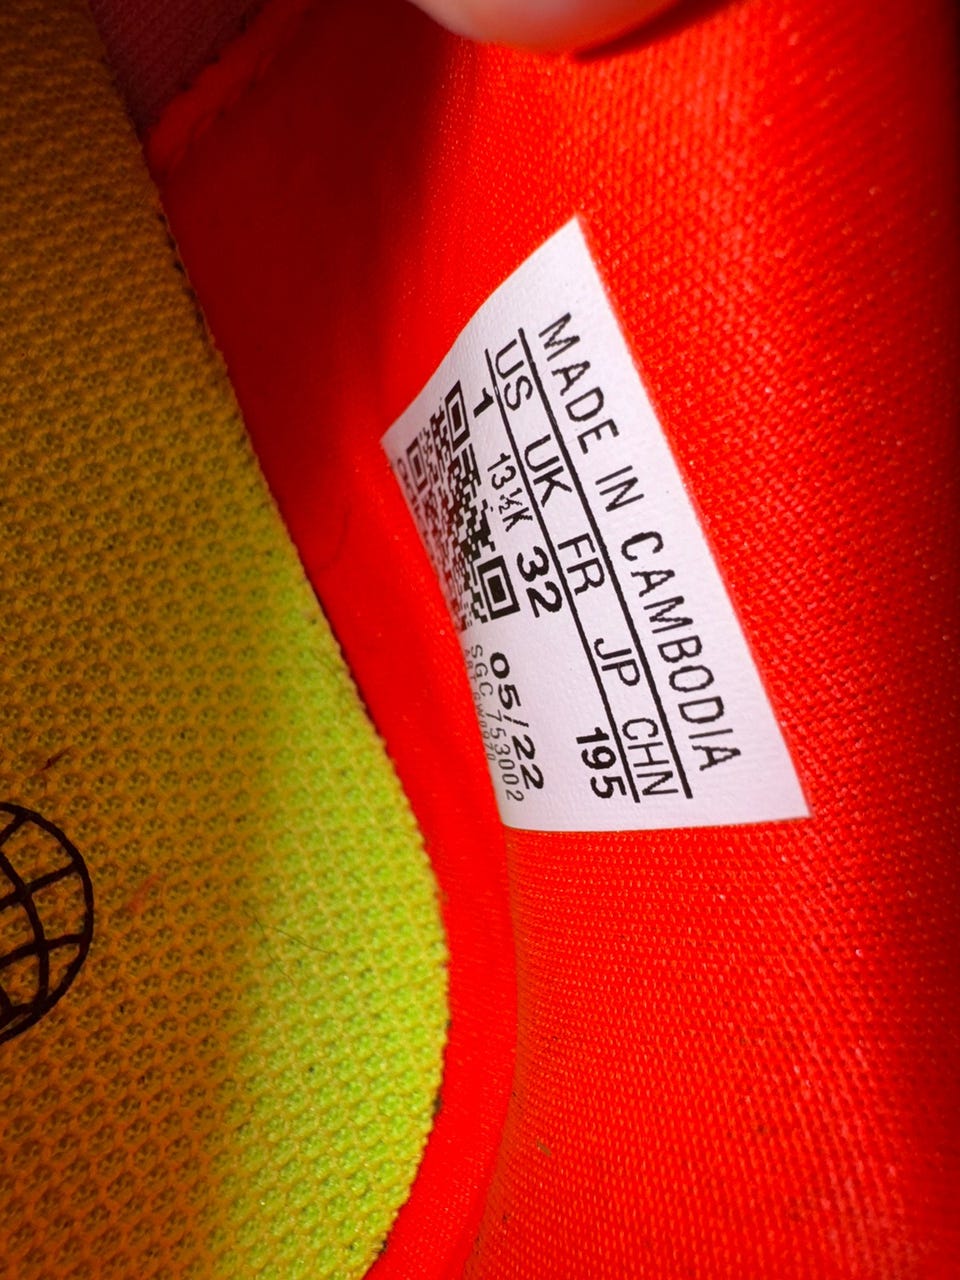 MADE IN CAMBODIA
US UK FR JP CHN
1 13½K 32 195
05/22
SGC 753002